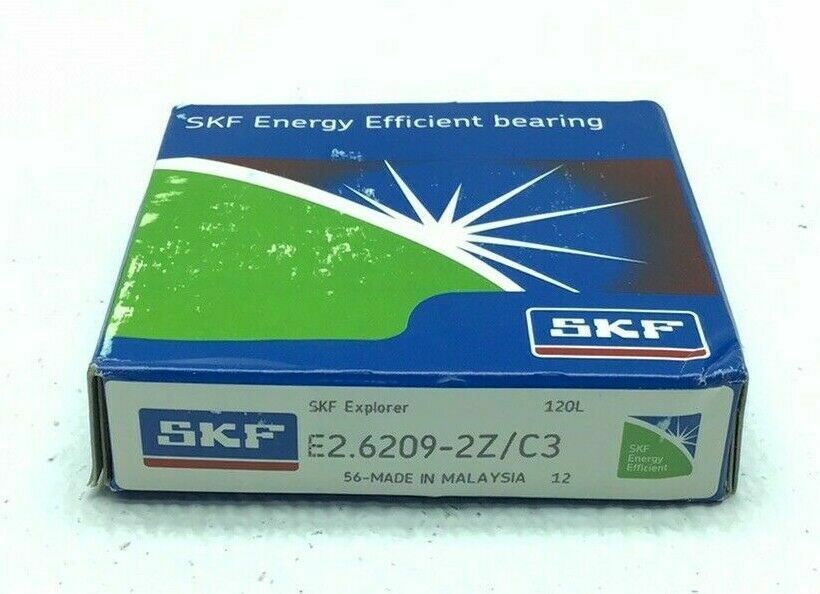 SKF Energy Efficient bearing
SKF
SKF Explorer 120L
SKF
E2.6209-2Z/C3
56-MADE IN MALAYSIA 12
SKF
Energy
Efficient